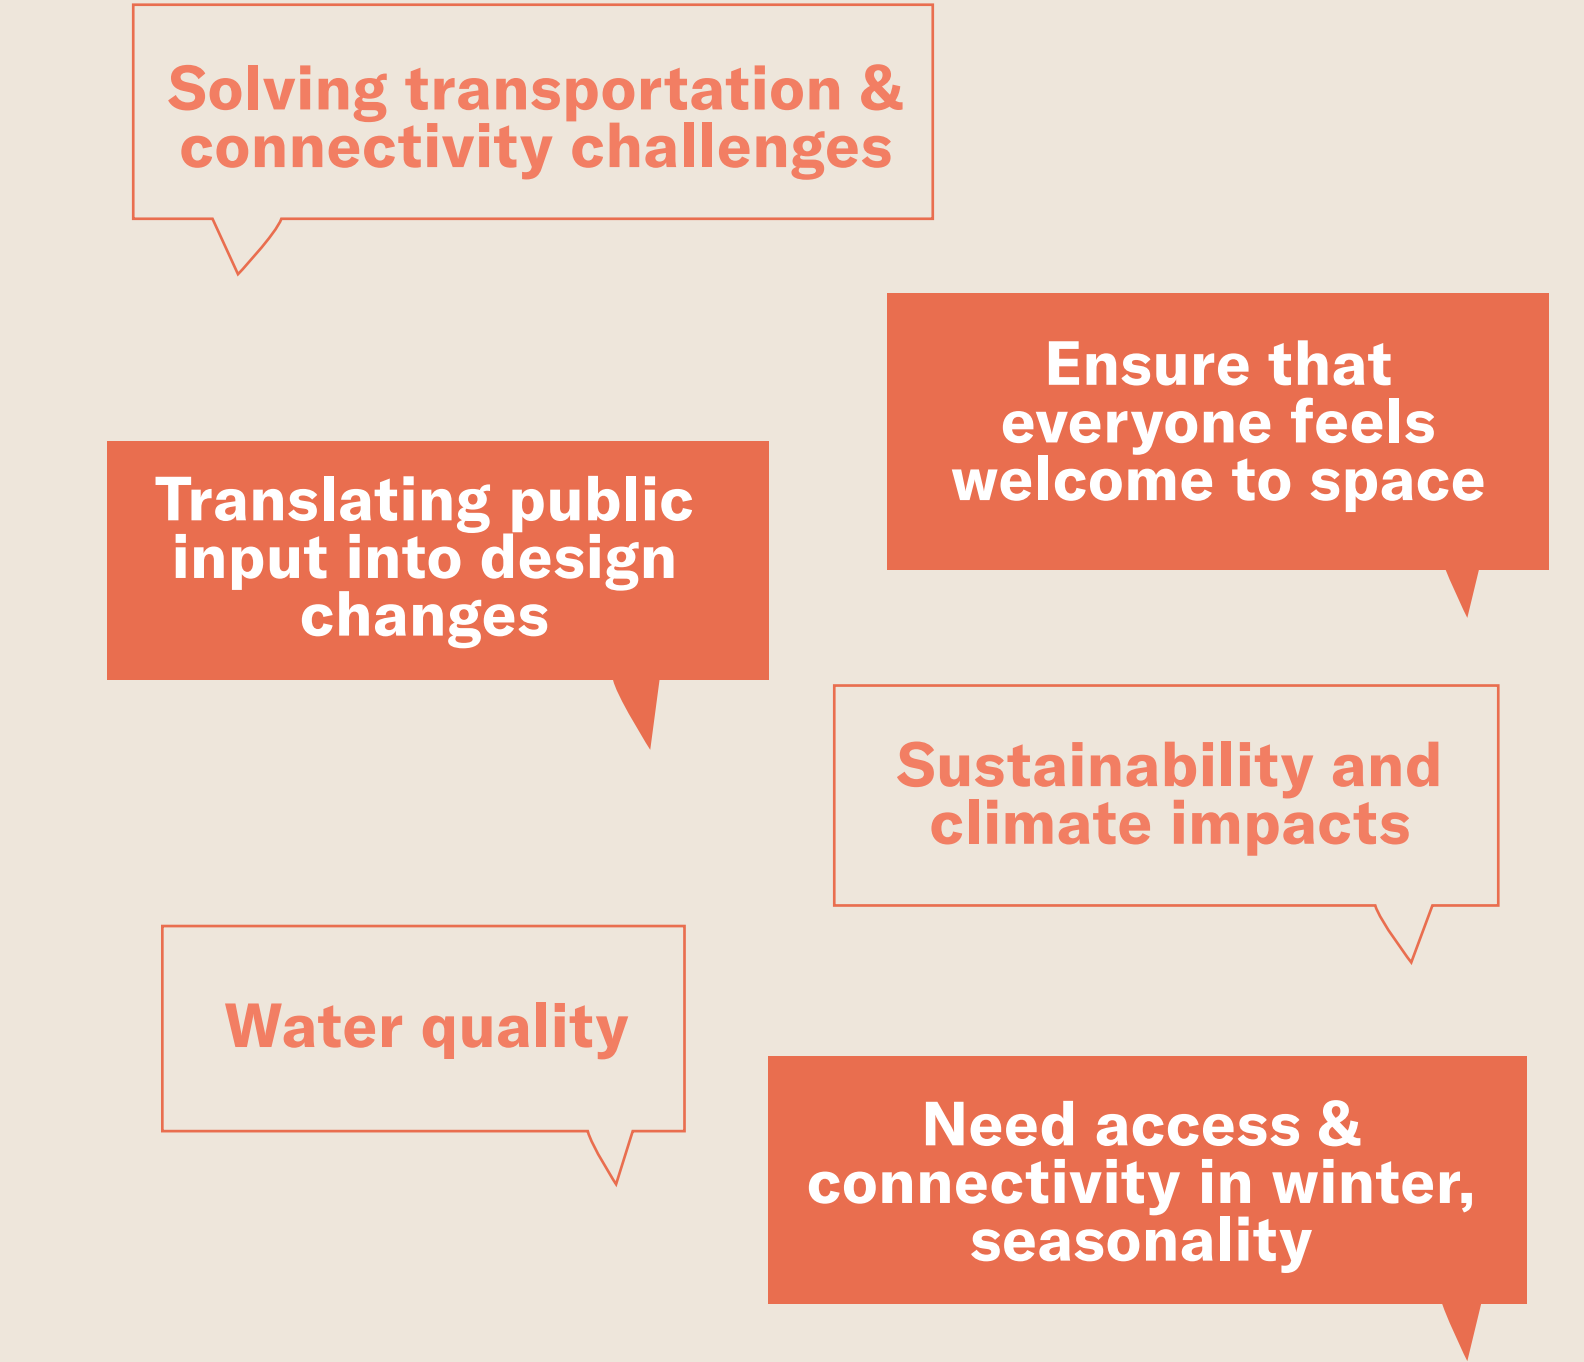 Solving transportation &
connectivity challenges
Ensure that
everyone feels
welcome to space
Translating public
input into design
changes
Sustainability and
climate impacts
Water quality
Need access &
connectivity in winter,
seasonality